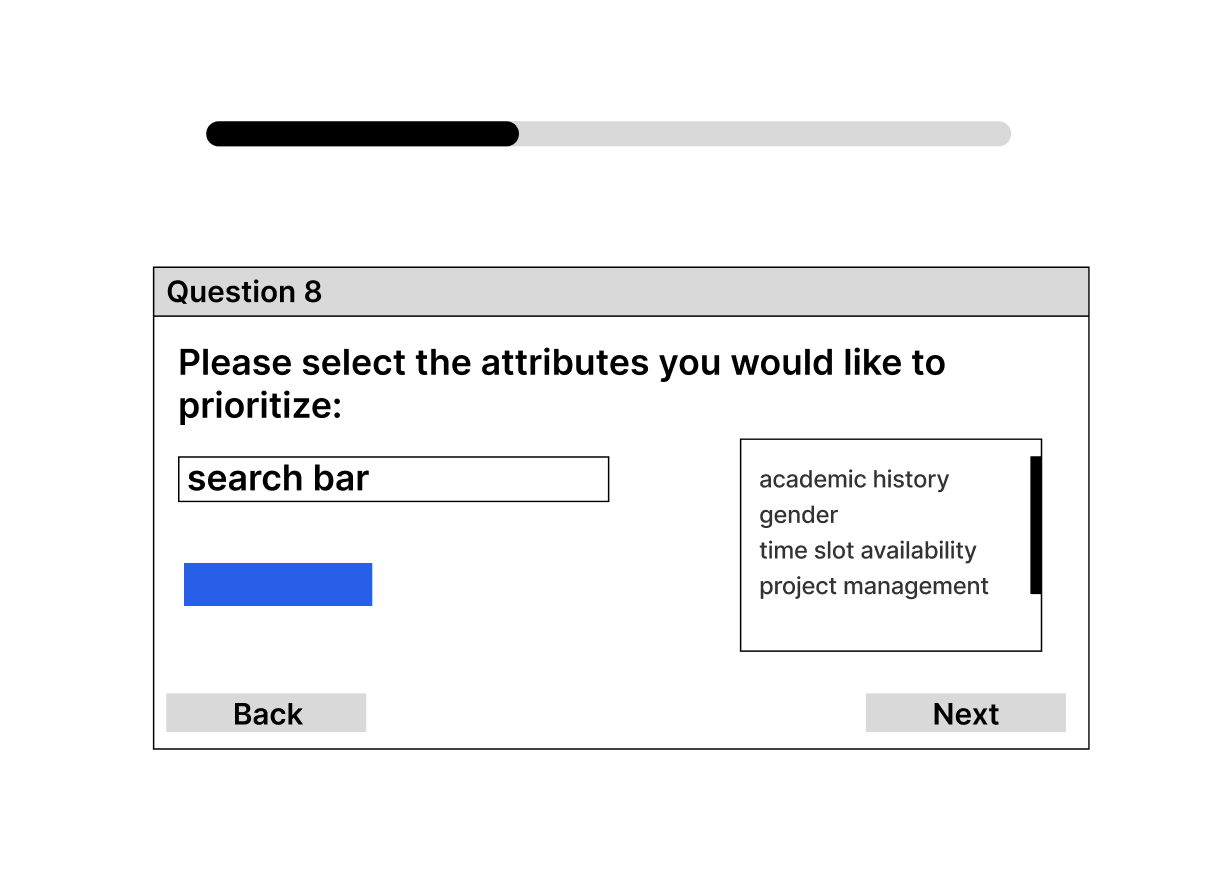 Question 8
Please select the attributes you would like to
prioritize:
search bar
academic history
gender
time slot availability
project management
Back
Next